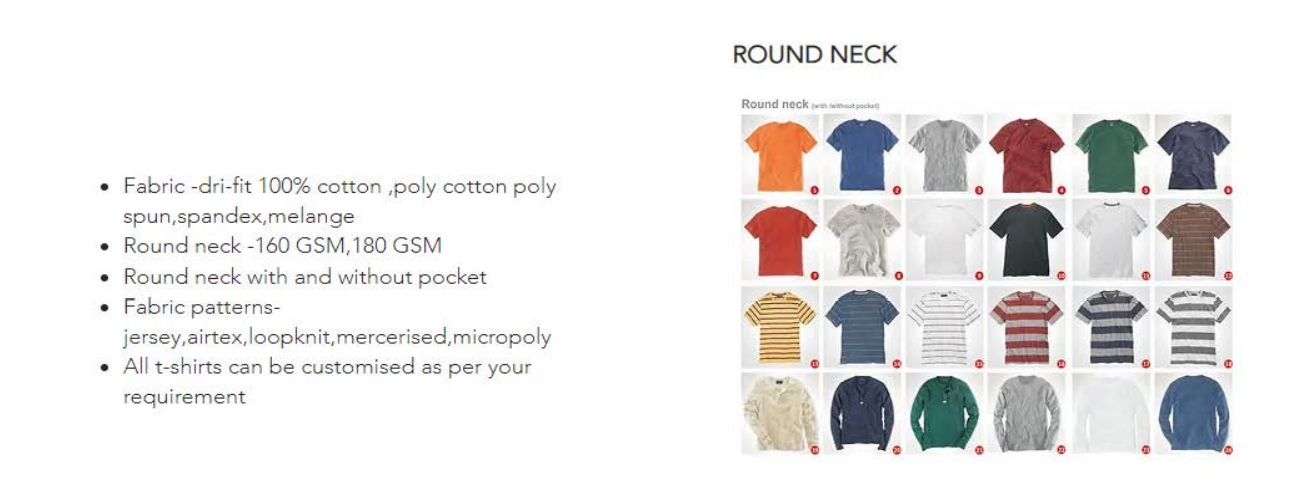 ROUND NECK
Round neck (with /without pocket)
• Fabric -dri-fit 100% cotton ,poly cotton poly
spun,spandex,melange
• Round neck -160 GSM,180 GSM
• Round neck with and without pocket
• Fabric patterns-
jersey,airtex,loopknit,mercerised,micropoly
• All t-shirts can be customised as per your
requirement
1 2 3 4 5 6
7 8 9 10 11
13 14 15 16 17 18
19 20 21 22 23 24